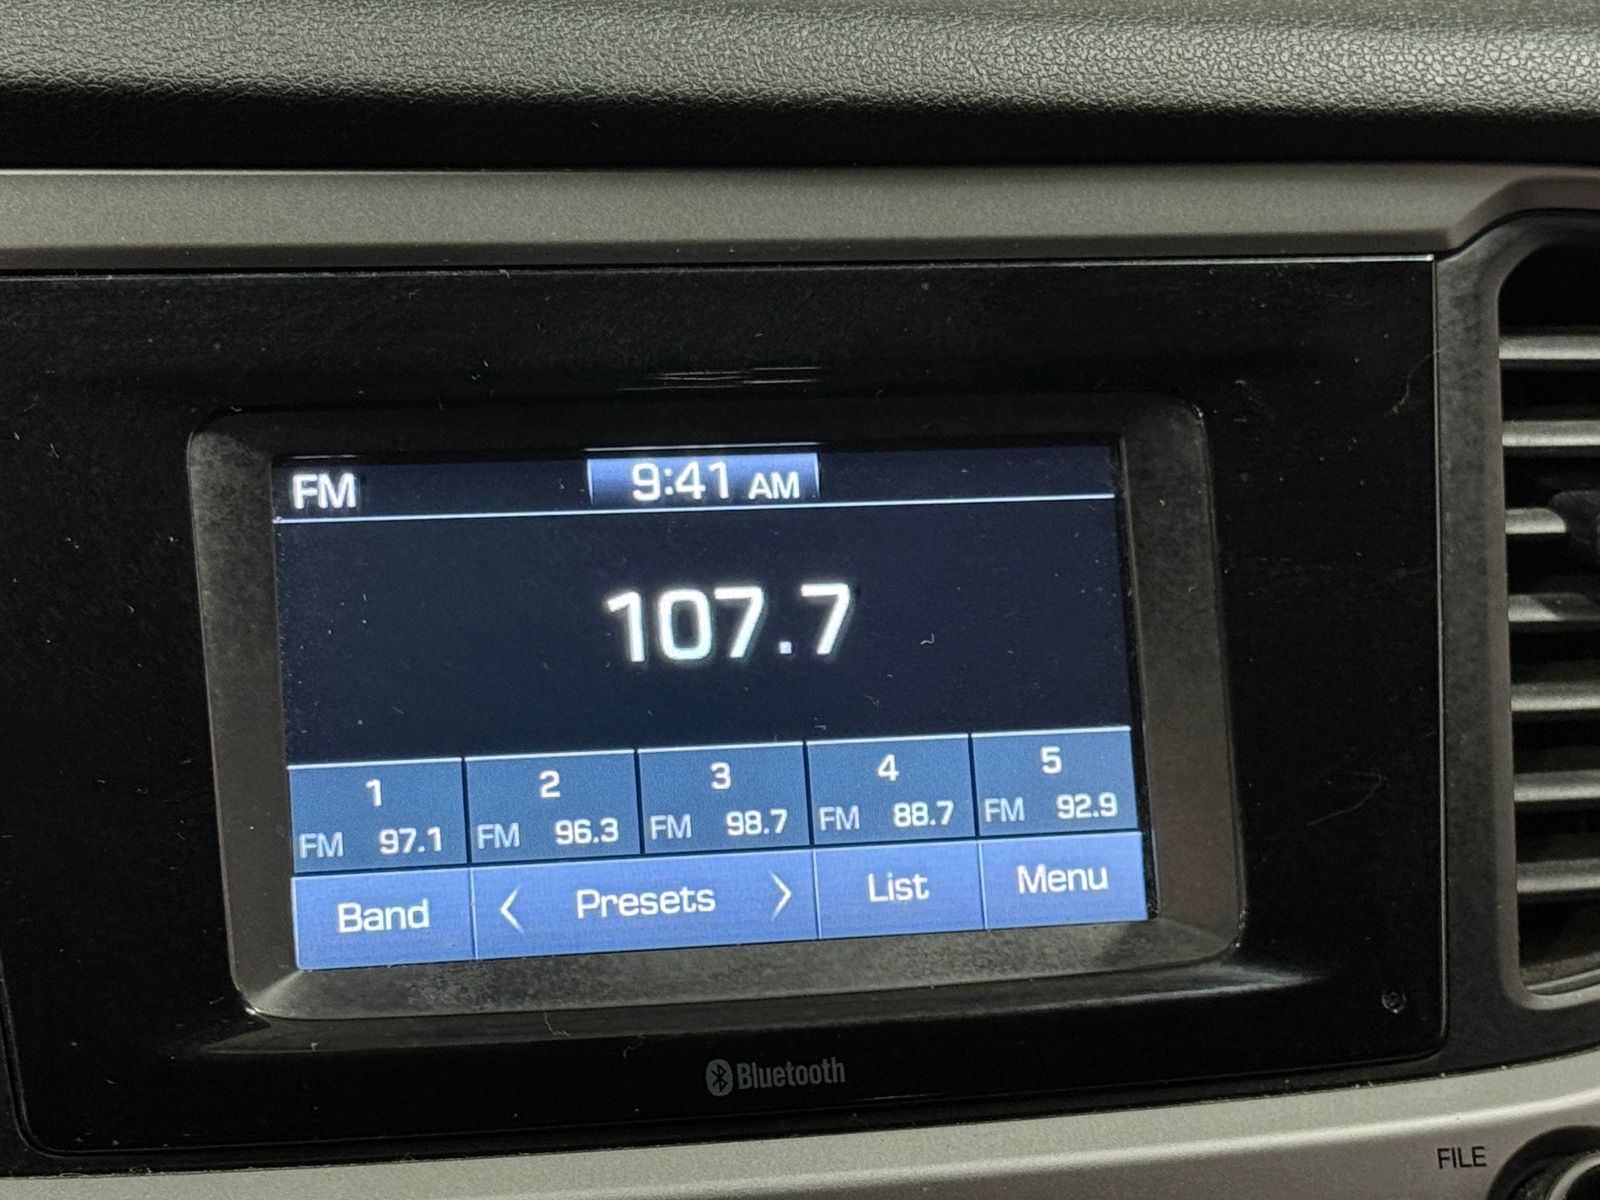 FM 9:41 AM
107.7
1 2 3 4 5
FM 97.1 FM 96.3 FM 98.7 FM 88.7 FM 92.9
Band < Presets > List Menu
Bluetooth
FILE